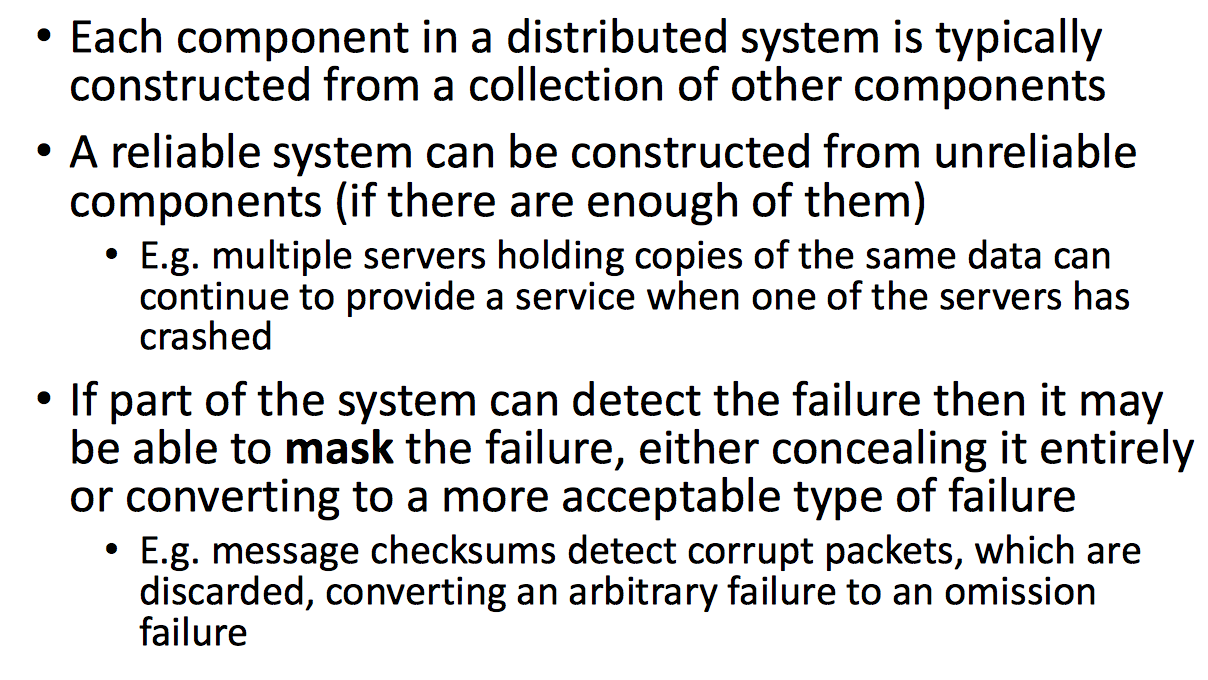 • Each component in a distributed system is typically
constructed from a collection of other components
• A reliable system can be constructed from unreliable
components (if there are enough of them)
• E.g. multiple servers holding copies of the same data can
continue to provide a service when one of the servers has
crashed
• If part of the system can detect the failure then it may
be able to mask the failure, either concealing it entirely
or converting to a more acceptable type of failure
• E.g. message checksums detect corrupt packets, which are
discarded, converting an arbitrary failure to an omission
failure